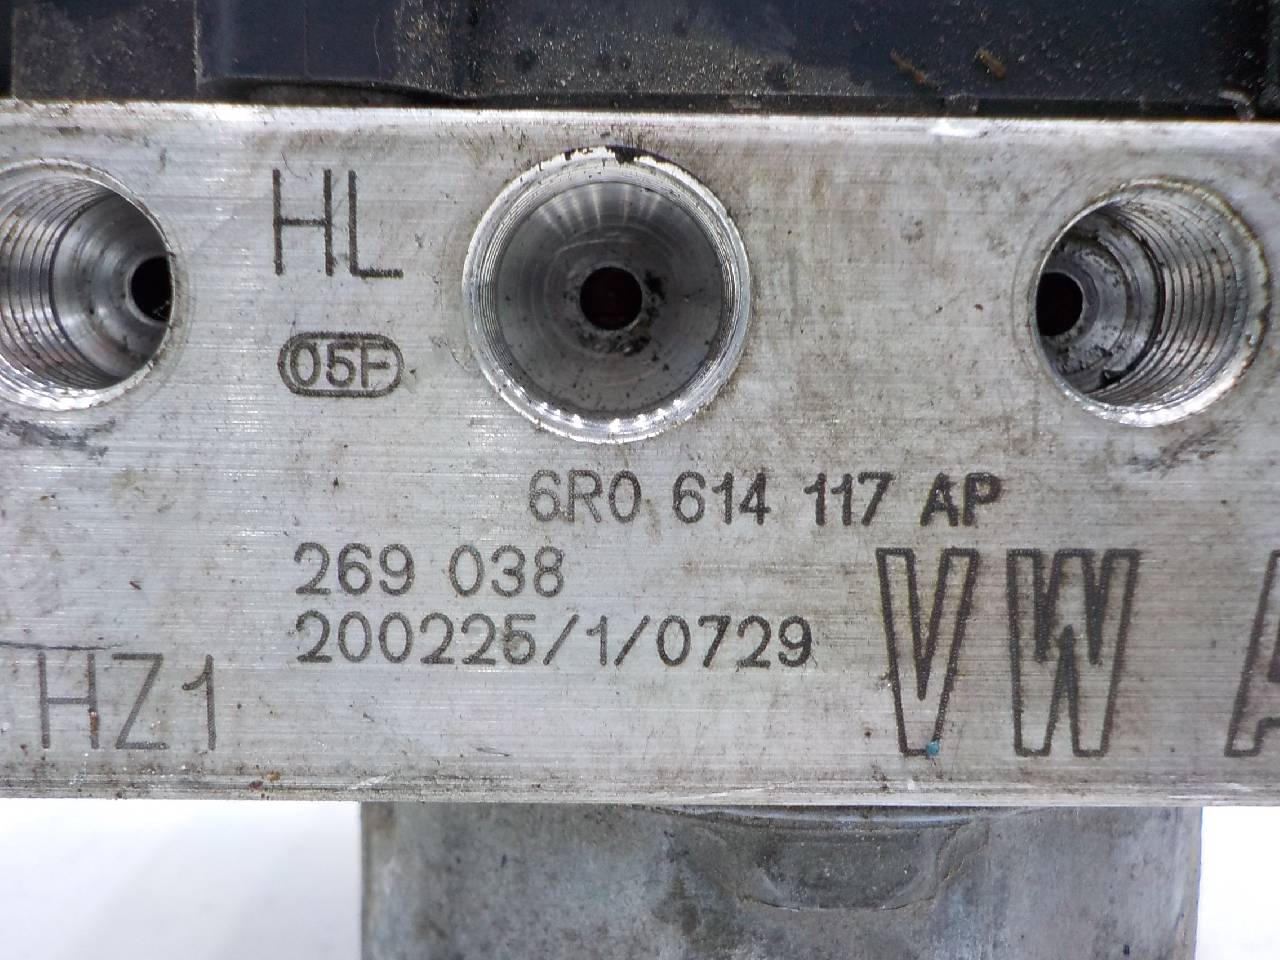 HL
05F
6R0 614 117 AP
269 038
200225/1/0729
HZ1
VW